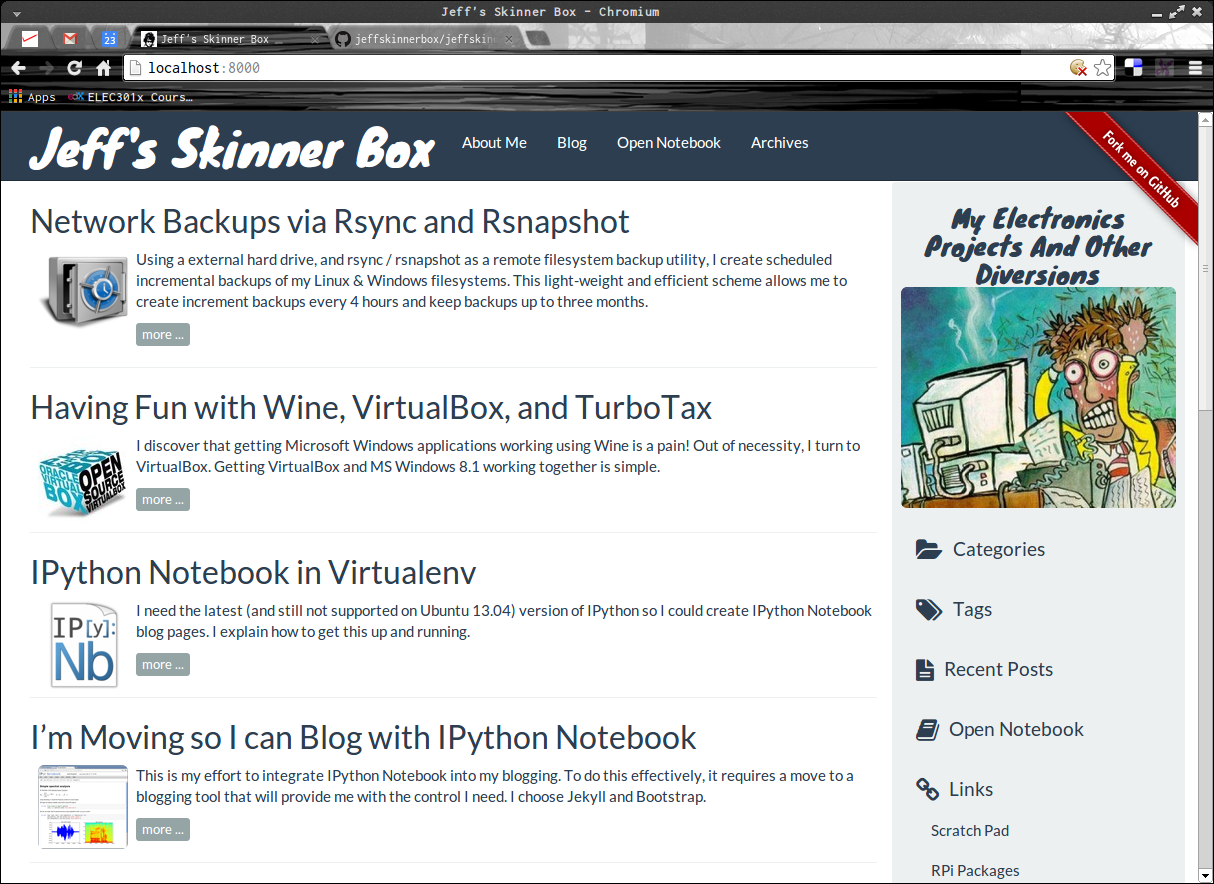 Jeff's Skinner Box - Chromium
23
Jeff's Skinner Box
jeffskinnerbox/jeffskin
localhost:8000
Apps
edX ELEC301x Cours…
Jeff's Skinner Box
About Me
Blog
Open Notebook
Archives
Fork me on GitHub
Network Backups via Rsync and Rsnapshot
Using a external hard drive, and rsync / rsnapshot as a remote filesystem backup utility, I create scheduled
incremental backups of my Linux & Windows filesystems. This light-weight and efficient scheme allows me to
create increment backups every 4 hours and keep backups up to three months.
more ...
Having Fun with Wine, VirtualBox, and TurboTax
ORACLE VIRTUAL BOX
OPEN SOURCE VIRTUALBOX
I discover that getting Microsoft Windows applications working using Wine is a pain! Out of necessity, I turn to
VirtualBox. Getting VirtualBox and MS Windows 8.1 working together is simple.
more ...
IPython Notebook in Virtualenv
IP[y]:
Nb
I need the latest (and still not supported on Ubuntu 13.04) version of IPython so I could create IPython Notebook
blog pages. I explain how to get this up and running.
more ...
I’m Moving so I can Blog with IPython Notebook
This is my effort to integrate IPython Notebook into my blogging. To do this effectively, it requires a move to a
blogging tool that will provide me with the control I need. I choose Jekyll and Bootstrap.
more ...
My Electronics
Projects And Other
Diversions
Categories
Tags
Recent Posts
Open Notebook
Links
Scratch Pad
RPi Packages